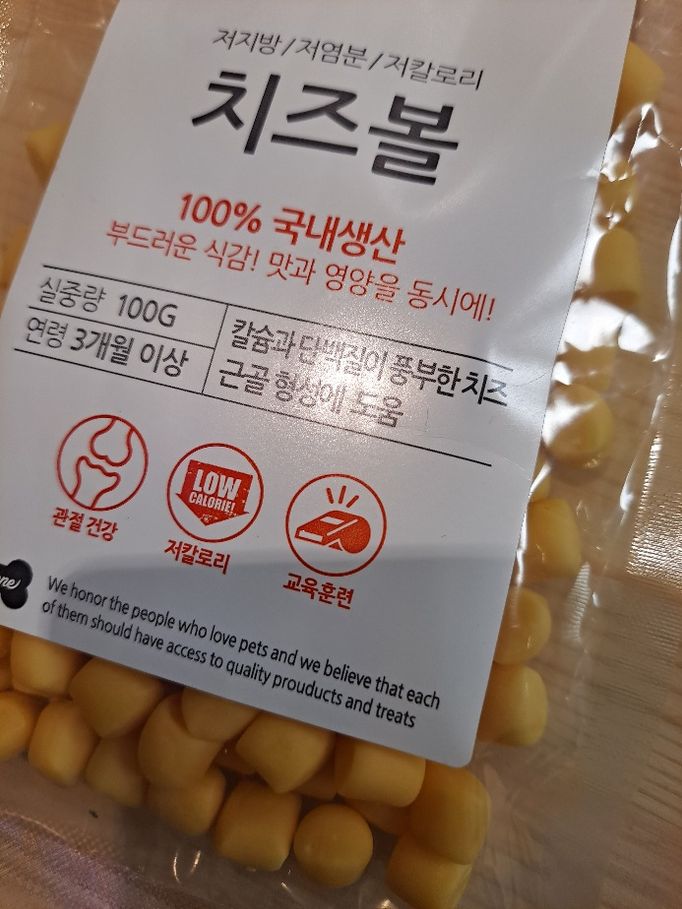 저지방/저염분/저칼로리
치즈볼
100% 국내생산
부드러운 식감! 맛과 영양을 동시에!
실중량 100G
연령 3개월 이상
칼슘과 단백질이 풍부한 치즈
근골 형성에 도움
관절 건강
LOW
CALORIE!
저칼로리
교육훈련
We honor the people who love pets and we believe that each
of them should have access to quality prouducts and treats